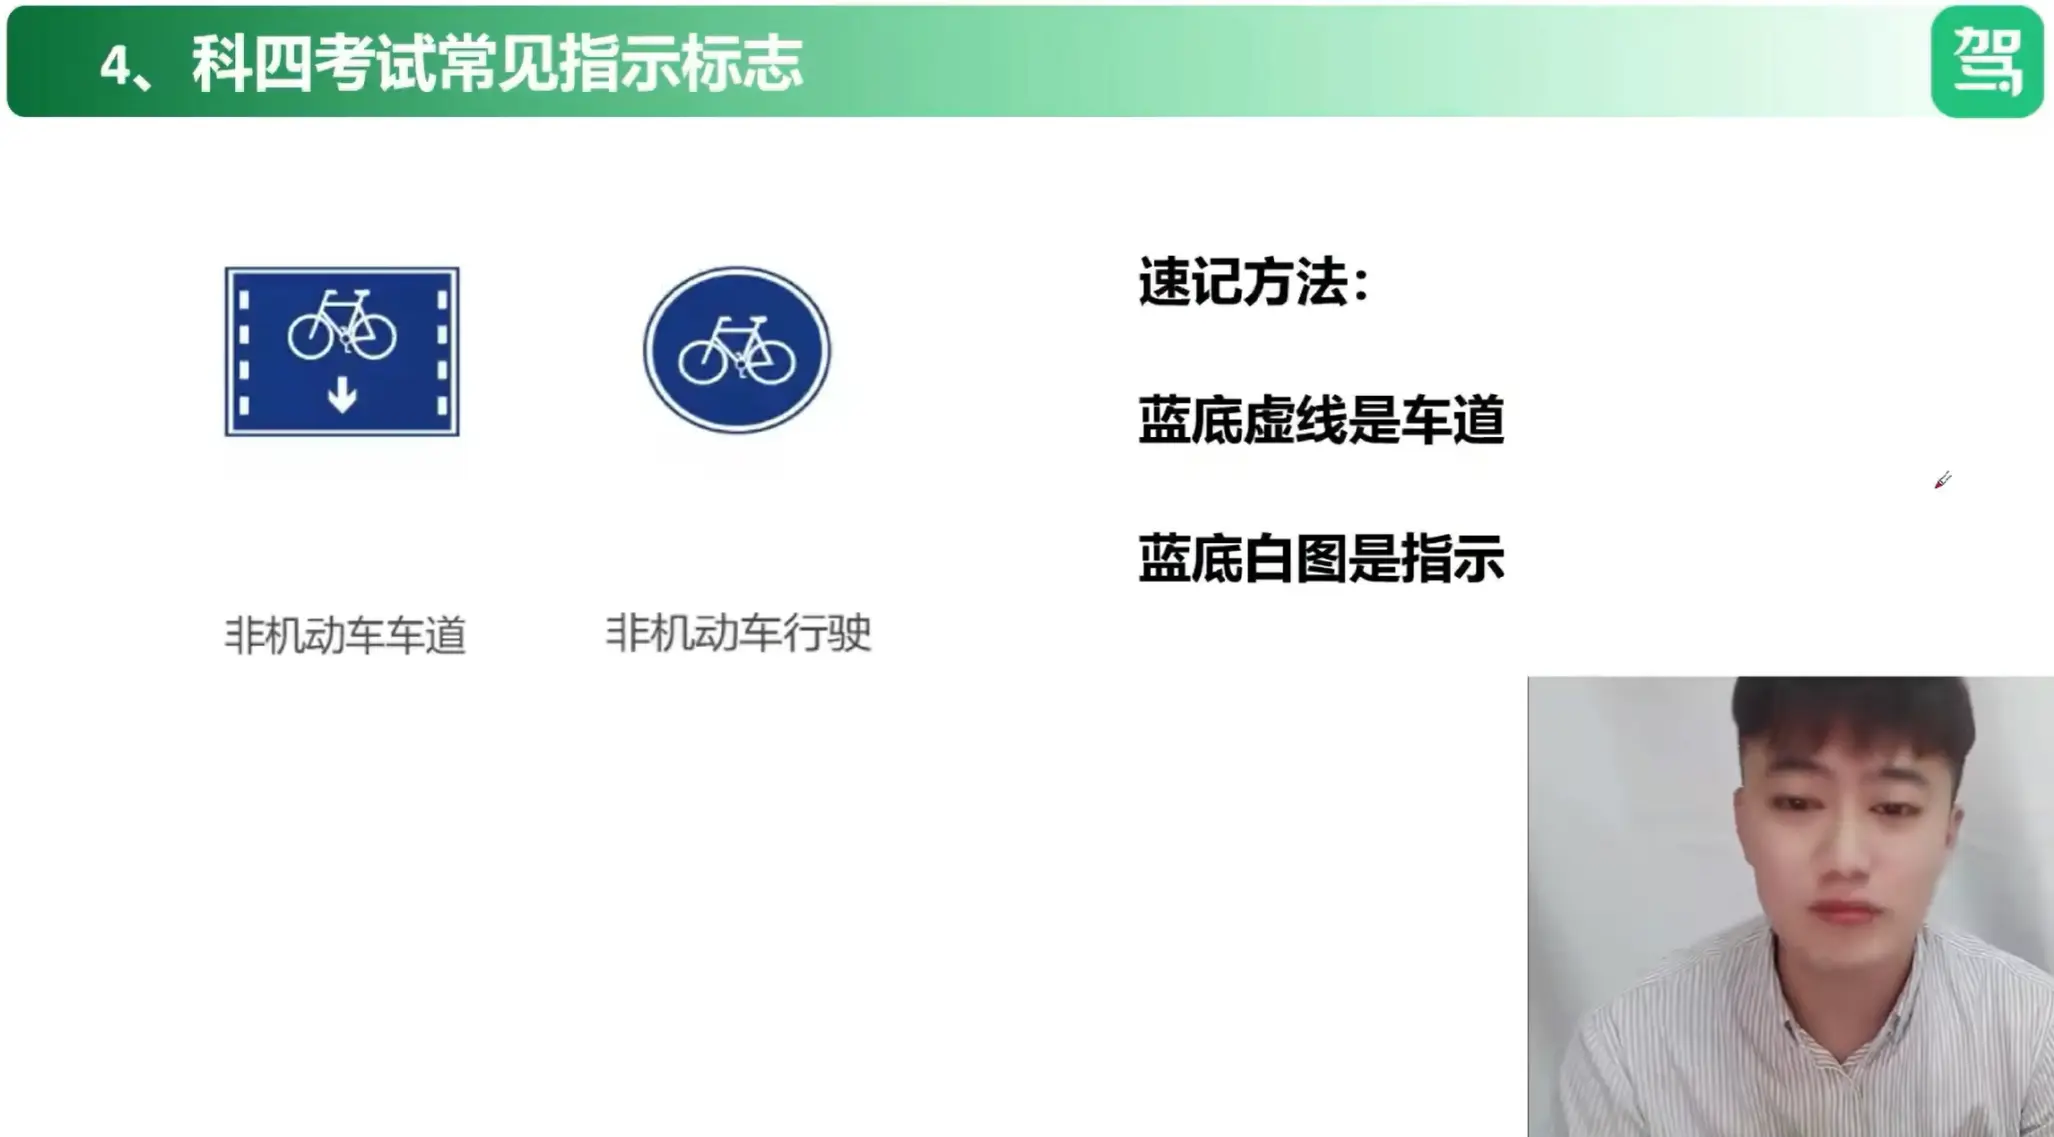 4、科四考试常见指示标志
驾
速记方法：
蓝底虚线是车道
蓝底白图是指示
非机动车车道
非机动车行驶